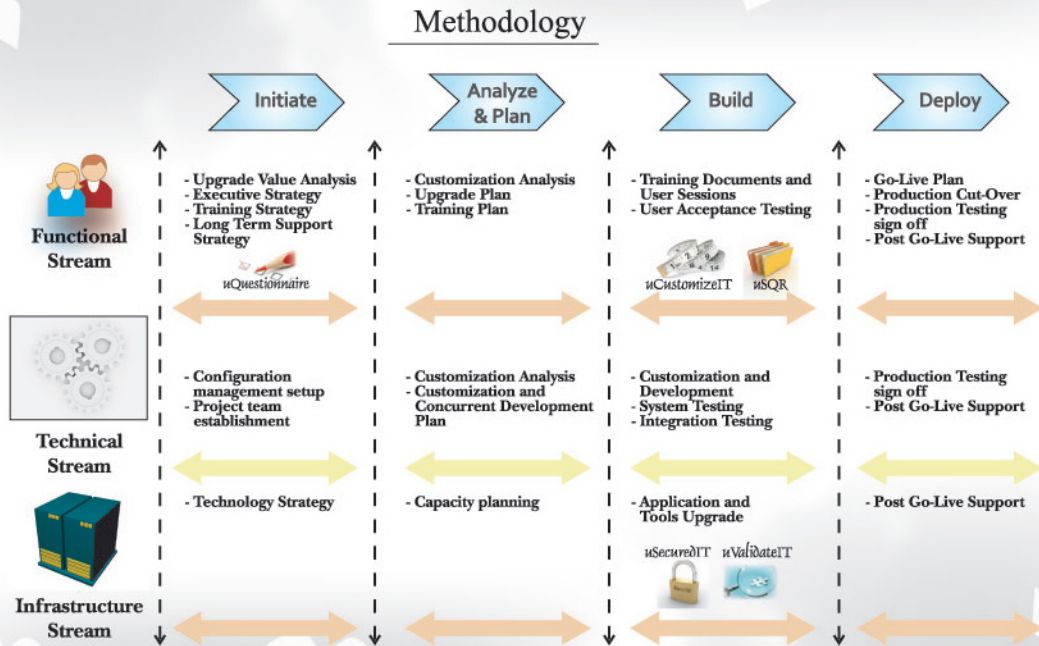 Methodology
Initiate
Analyze
& Plan
Build
Deploy
Functional
Stream
- Upgrade Value Analysis
- Executive Strategy
- Training Strategy
- Long Term Support
Strategy
uQuestionnaire
- Customization Analysis
- Upgrade Plan
- Training Plan
- Training Documents and
User Sessions
- User Acceptance Testing
uCustomizeIT
uSQR
- Go-Live Plan
- Production Cut-Over
- Production Testing
sign off
- Post Go-Live Support
Technical
Stream
- Configuration
management setup
- Project team
establishment
- Customization Analysis
- Customization and
Concurrent Development
Plan
- Customization and
Development
- System Testing
- Integration Testing
- Production Testing
sign off
- Post Go-Live Support
Infrastructure
Stream
- Technology Strategy
- Capacity planning
- Application and
Tools Upgrade
uSecuredIT
uValidateIT
- Post Go-Live Support